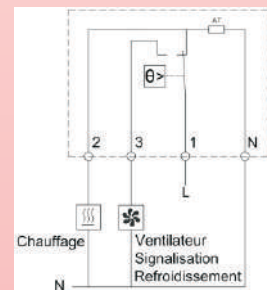 AT
θ>
2 3 1 N
L
Chauffage
Ventilateur
Signalisation
Refroidissement
N